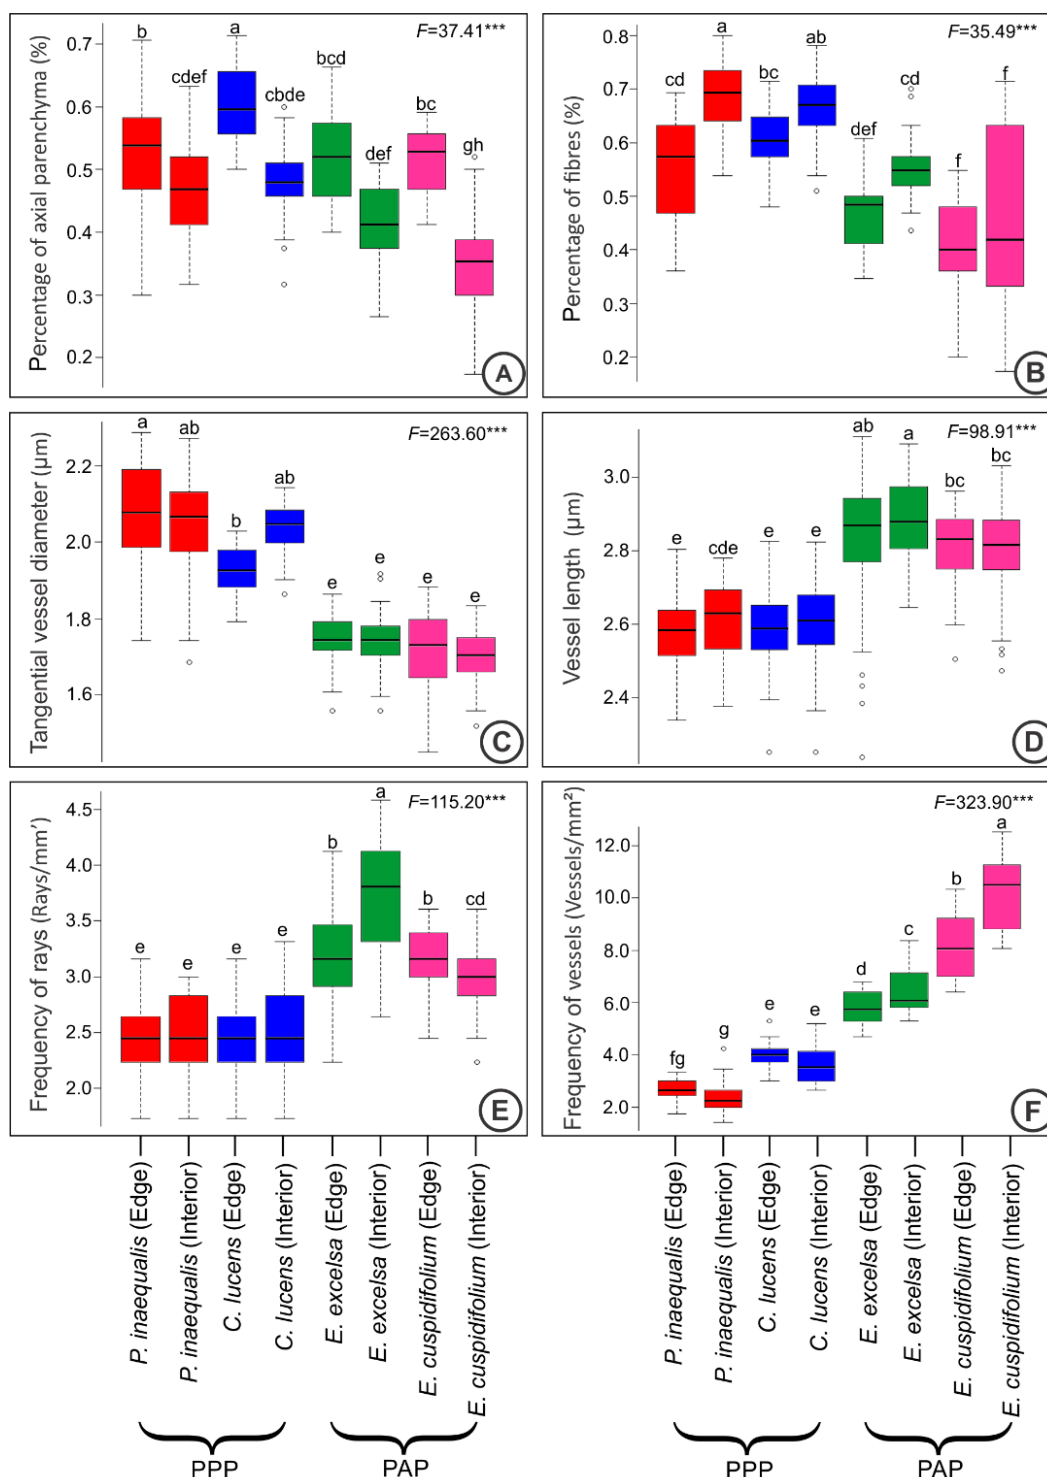 Percentage of axial parenchyma (%)
0.7
0.6
0.5
0.4
0.3
0.2
b
cdef
a
cbde
bcd
def
bc
gh
F=37.41***
A
Percentage of fibres (%)
0.8
0.7
0.6
0.5
0.4
0.3
0.2
cd
a
bc
ab
def
cd
f
f
F=35.49***
B
Tangential vessel diameter (µm)
2.2
2.0
1.8
1.6
a
ab
b
ab
e
e
e
e
F=263.60***
C
Vessel length (µm)
3.0
2.8
2.6
2.4
e
cde
e
e
ab
a
bc
bc
F=98.91***
D
Frequency of rays (Rays/mm')
4.5
4.0
3.5
3.0
2.5
2.0
e
e
e
e
b
a
b
cd
F=115.20***
E
Frequency of vessels (Vessels/mm²)
12.0
10.0
8.0
6.0
4.0
2.0
fg
g
e
e
d
c
b
a
F=323.90***
F
P. inaequalis (Edge)
P. inaequalis (Interior)
C. lucens (Edge)
C. lucens (Interior)
E. excelsa (Edge)
E. excelsa (Interior)
E. cuspidifolium (Edge)
E. cuspidifolium (Interior)
PPP
PAP
P. inaequalis (Edge)
P. inaequalis (Interior)
C. lucens (Edge)
C. lucens (Interior)
E. excelsa (Edge)
E. excelsa (Interior)
E. cuspidifolium (Edge)
E. cuspidifolium (Interior)
PPP
PAP